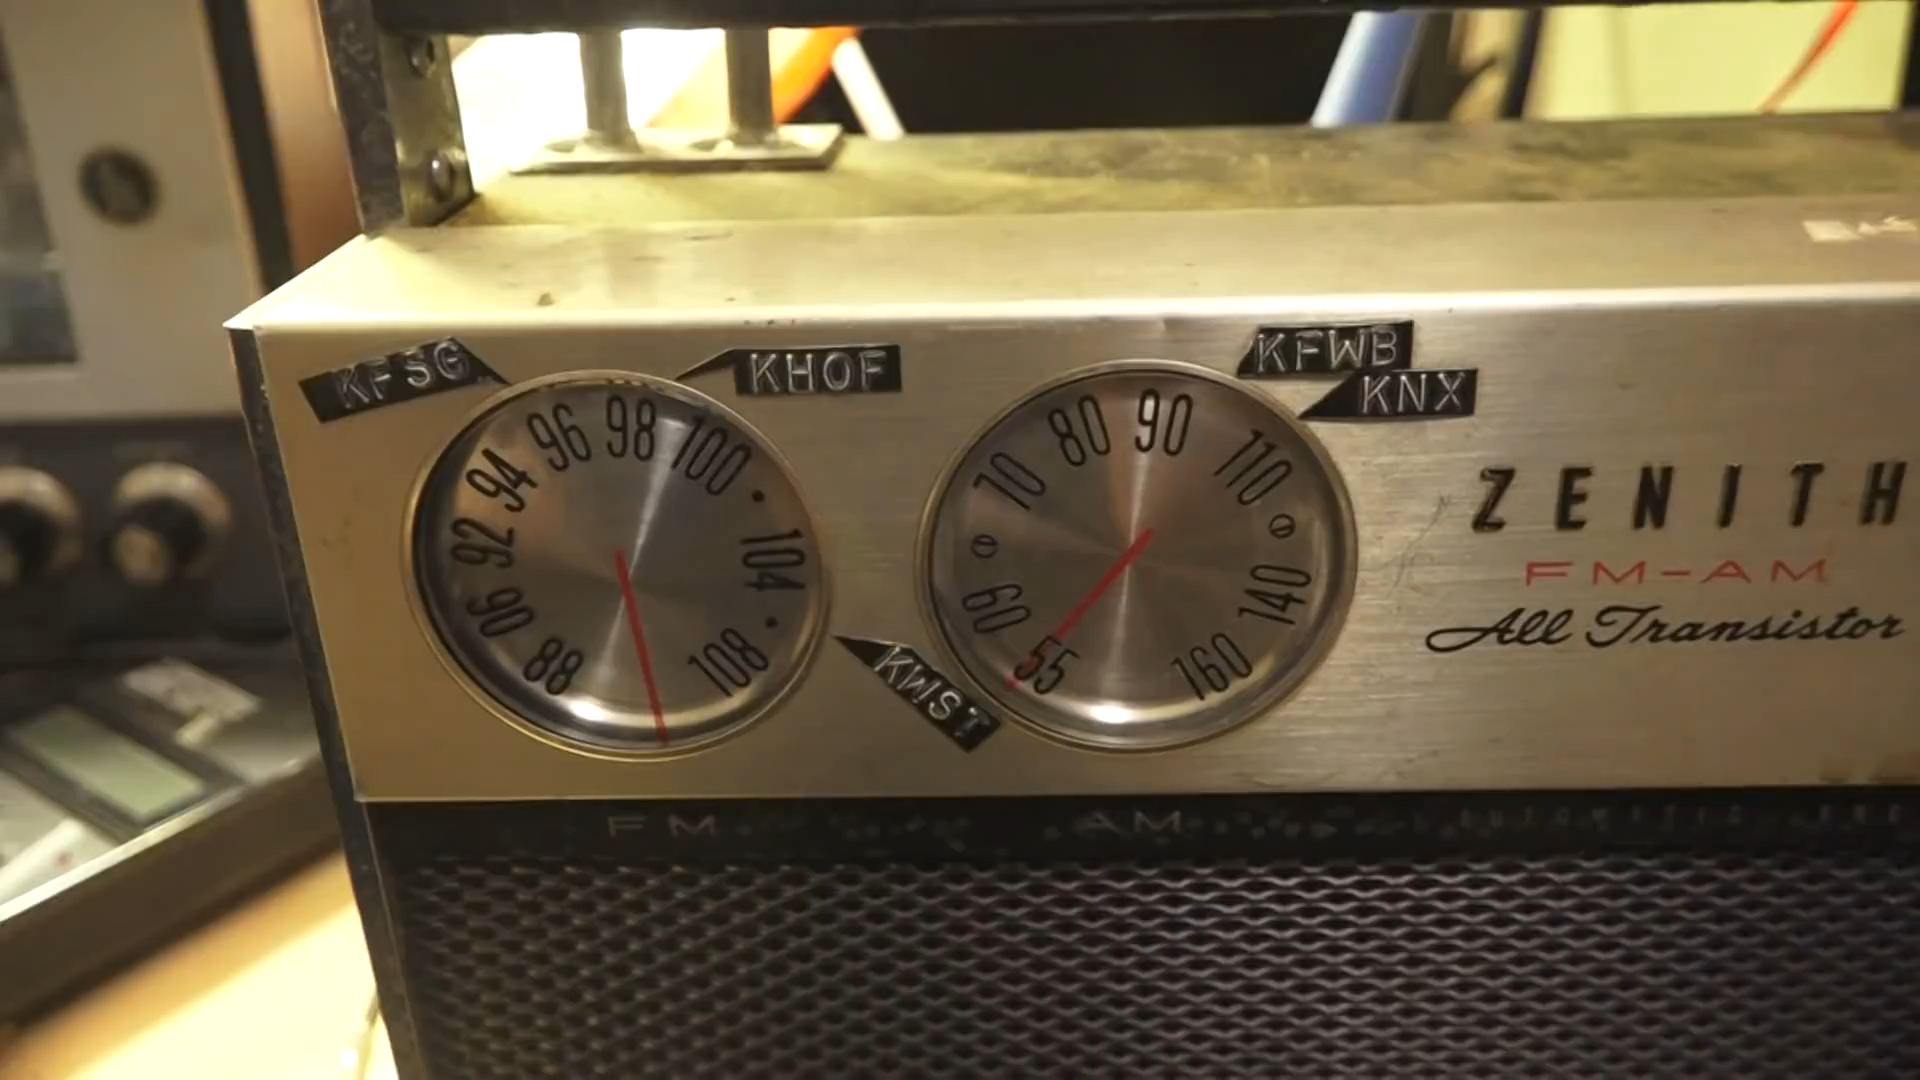 KFSG
KHOF
KFWB
KNX
KWST
88 90 92 94 96 98 100 104 108
55 60 70 80 90 110 140 160
ZENITH
FM-AM
All Transistor
FM
AM